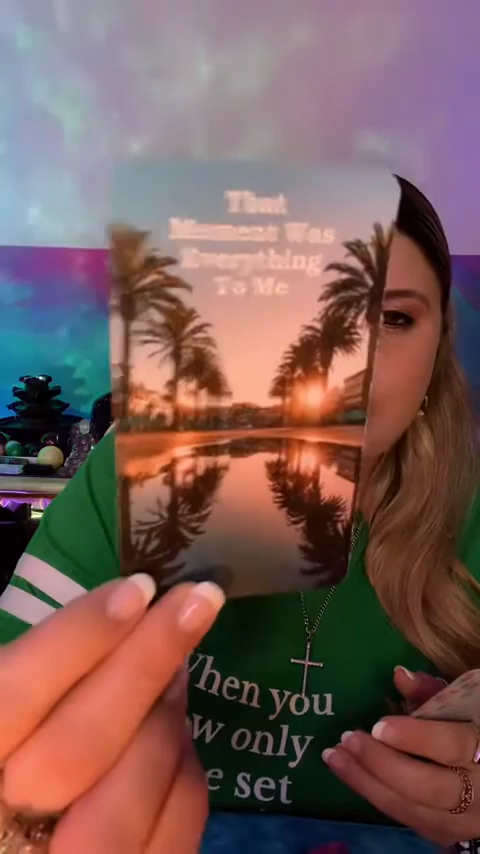 That
Moment Was
Everything
To Me
When you
w only
e set